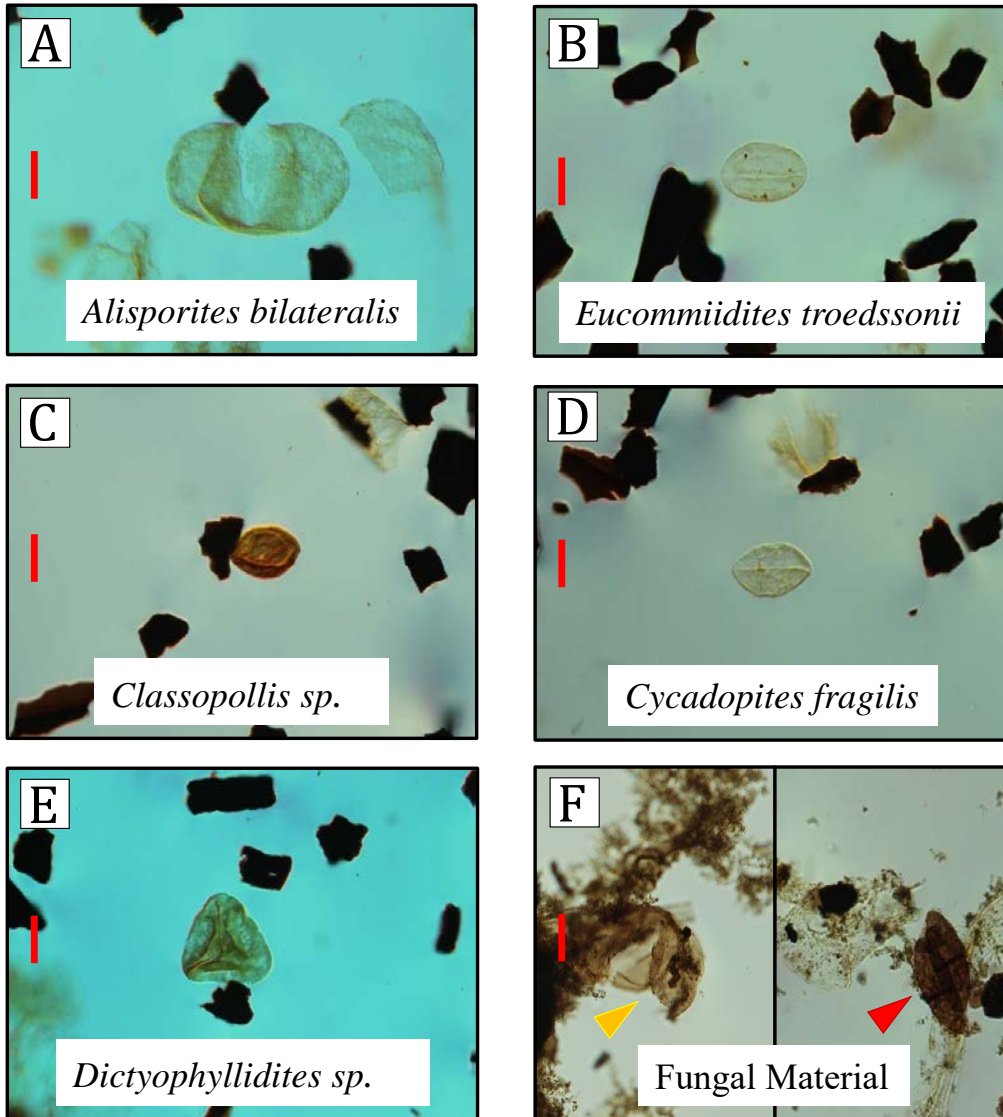 A
B
Alisporites bilateralis
Eucommiidites troedssonii
C
D
Classopollis sp.
Cycadopites fragilis
E
F
Dictyophyllidites sp.
Fungal Material